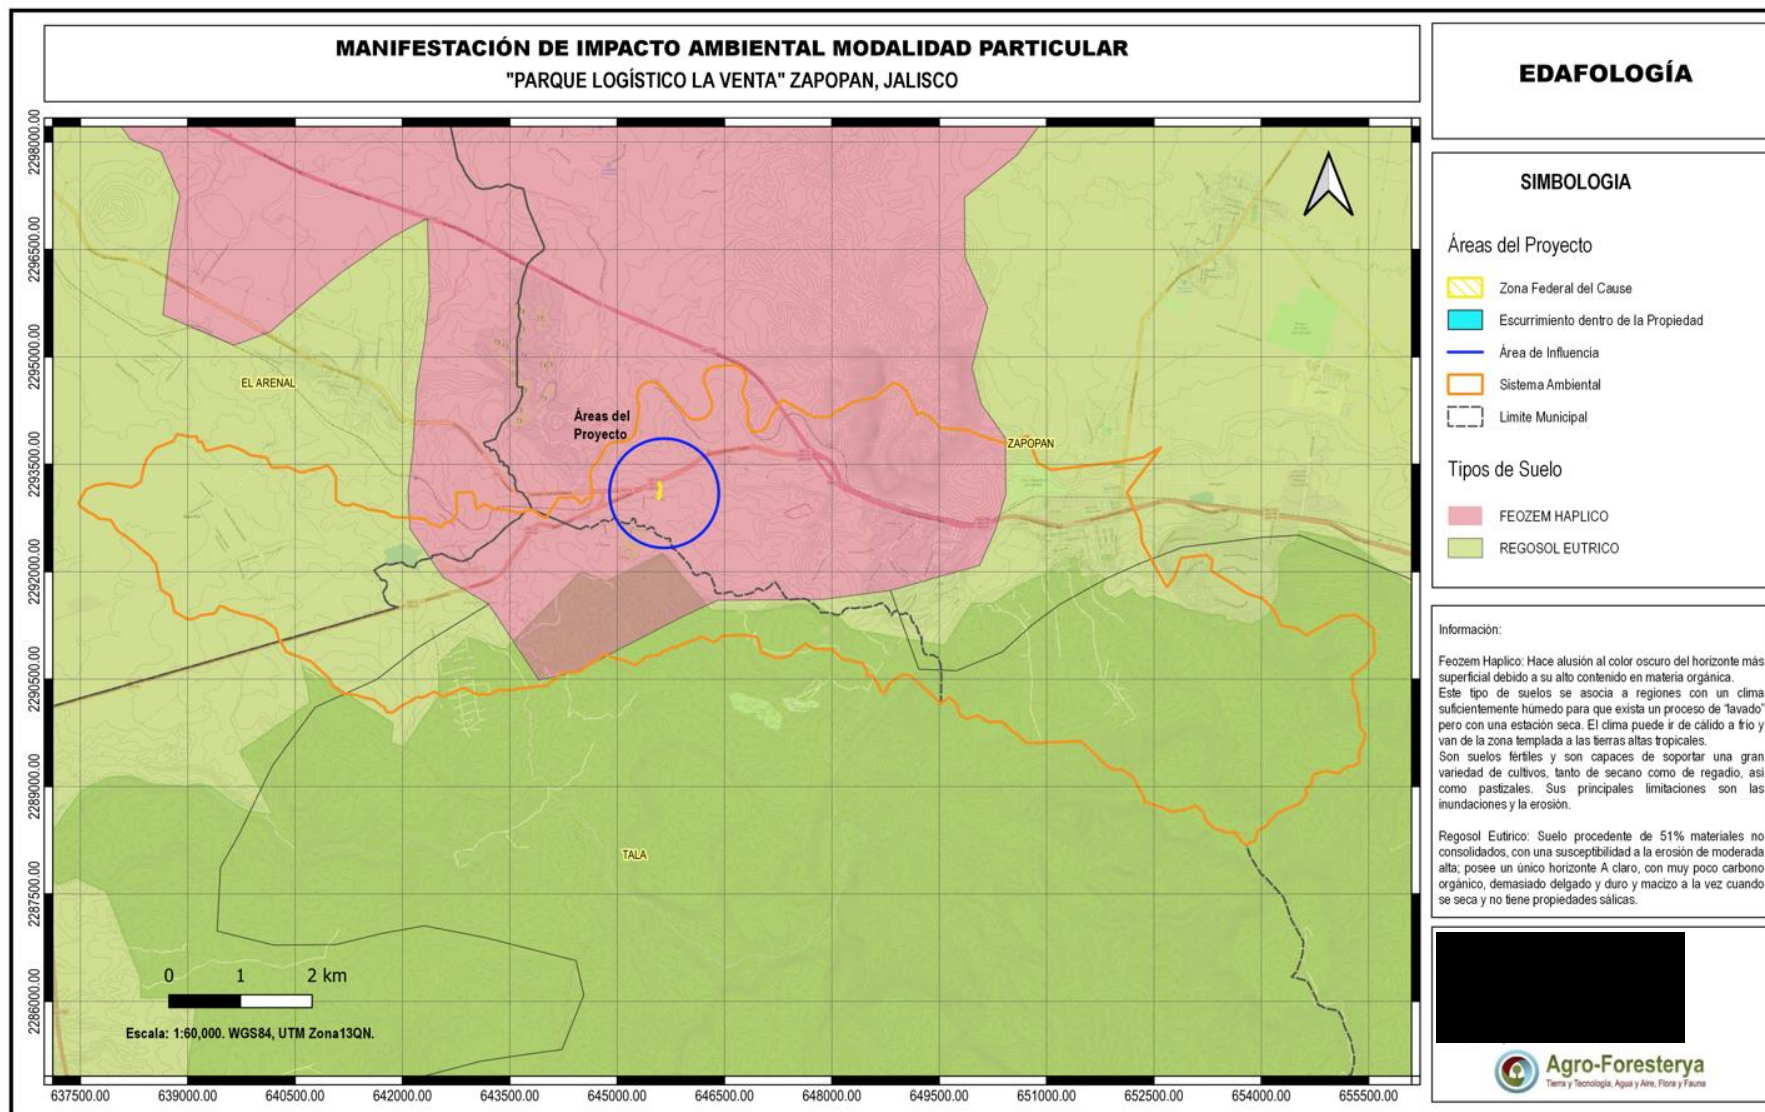 MANIFESTACIÓN DE IMPACTO AMBIENTAL MODALIDAD PARTICULAR
"PARQUE LOGÍSTICO LA VENTA" ZAPOPAN, JALISCO
EDAFOLOGÍA
2298000.00
2296500.00
2295000.00
2293500.00
2292000.00
2290500.00
2289000.00
2287500.00
2286000.00
EL ARENAL
Áreas del
Proyecto
ZAPOPAN
TALA
0 1 2 km
Escala: 1:60,000. WGS84, UTM Zona13QN.
637500.00 639000.00 640500.00 642000.00 643500.00 645000.00 646500.00 648000.00 649500.00 651000.00 652500.00 654000.00 655500.00
SIMBOLOGIA
Áreas del Proyecto
Zona Federal del Cause
Escurrimiento dentro de la Propiedad
Área de Influencia
Sistema Ambiental
Limite Municipal
Tipos de Suelo
FEOZEM HAPLICO
REGOSOL EUTRICO
Información:
Feozem Haplico: Hace alusión al color oscuro del horizonte más
superficial debido a su alto contenido en materia orgánica.
Este tipo de suelos se asocia a regiones con un clima
suficientemente húmedo para que exista un proceso de "lavado"
pero con una estación seca. El clima puede ir de cálido a frio y
van de la zona templada a las tierras altas tropicales.
Son suelos fértiles y son capaces de soportar una gran
variedad de cultivos, tanto de secano como de regadio, asi
como pastizales. Sus principales limitaciones son las
inundaciones y la erosión.
Regosol Eutirico: Suelo procedente de 51% materiales no
consolidados, con una susceptibilidad a la erosión de moderada
alta; posee un único horizonte A claro, con muy poco carbono
orgánico, demasiado delgado y duro y macizo a la vez cuando
se seca y no tiene propiedades sálicas.
Agro-Foresterya
Tierra y Tecnología, Agua y Aire, Flora y Fauna